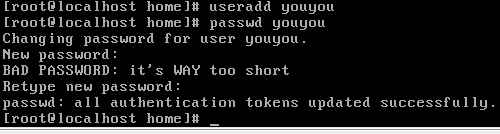 [root@localhost home]# useradd youyou
[root@localhost home]# passwd youyou
Changing password for user youyou.
New password:
BAD PASSWORD: it's WAY too short
Retype new password:
passwd: all authentication tokens updated successfully.
[root@localhost home]# _